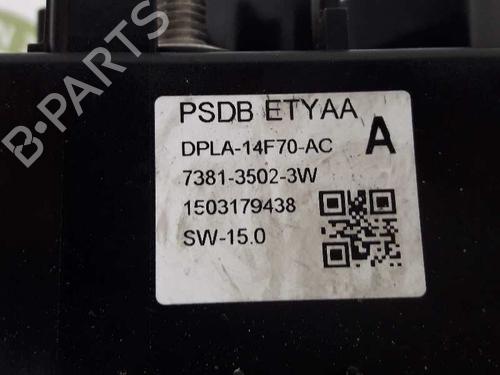 PSDB ETYAA
DPLA-14F70-AC A
7381-3502-3W
1503179438
SW-15.0
B-PARTS